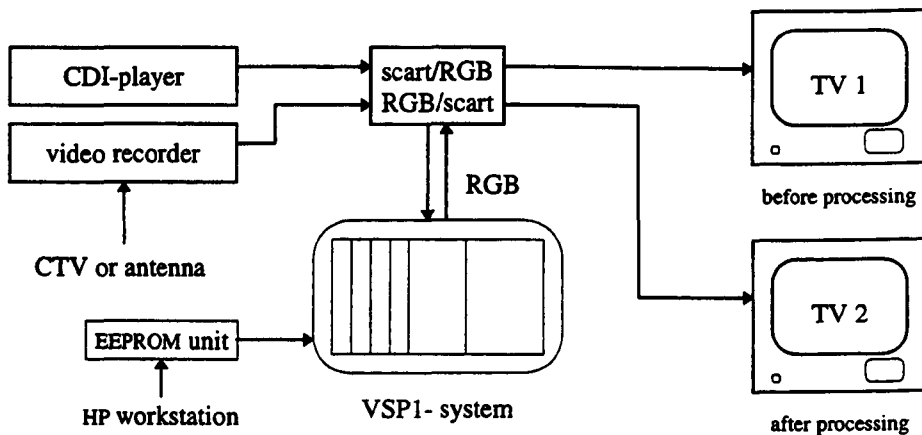 CDI-player
scart/RGB
RGB/scart
TV 1
video recorder
RGB
before processing
CTV or antenna
TV 2
EEPROM unit
HP workstation
VSP1- system
after processing